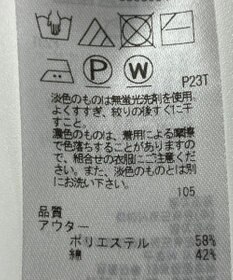 P W
P23T
淡色のものは無蛍光洗剤を使用、
よくすすぎ、絞りの後すぐに干
すこと
濃色のものは、着用による摩擦
で色落ちすることがありますの
で、組合せの衣服にご注意くだ
さい。また、淡色のものとは別
にお洗い下さい。
105
品質
アウター
ポリエステル 58%
綿 42%